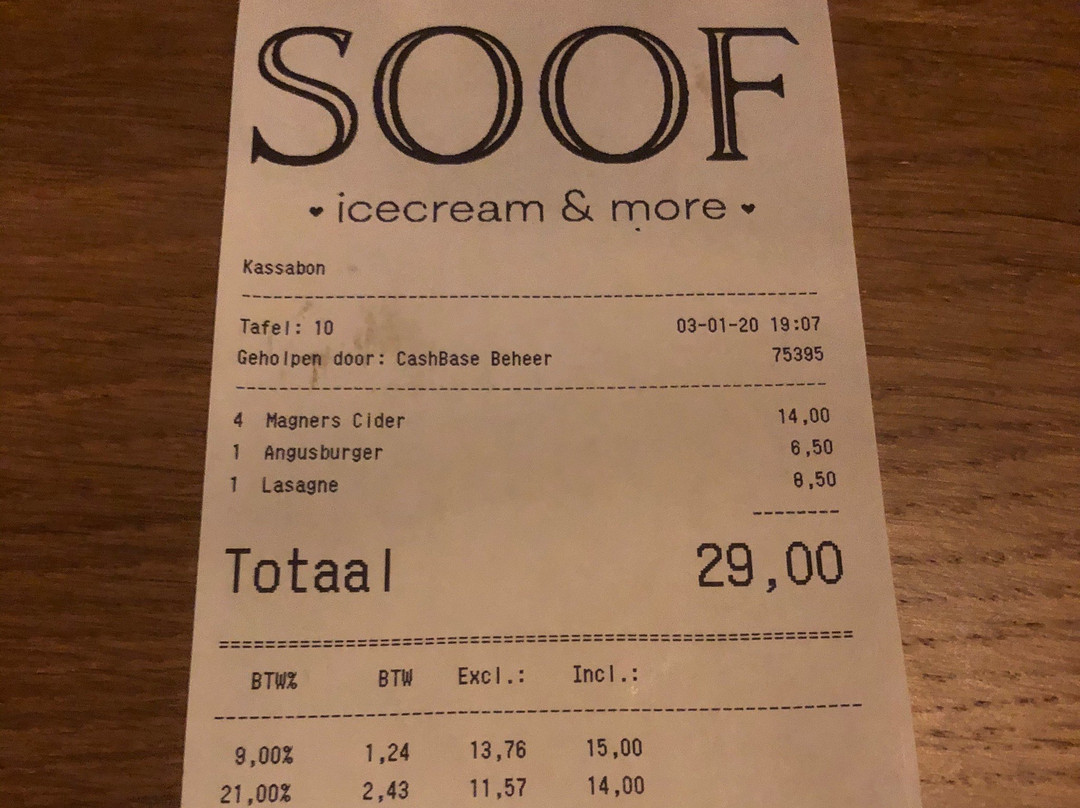 SOOF
♥ icecream & more ♥
Kassabon
Tafel: 10 03-01-20 19:07
Geholpen door: CashBase Beheer 75395
4 Magners Cider 14,00
1 Angusburger 6,50
1 Lasagne 8,50
Totaal 29,00
BTW% BTW Excl.: Incl.:
9,00% 1,24 13,76 15,00
21,00% 2,43 11,57 14,00